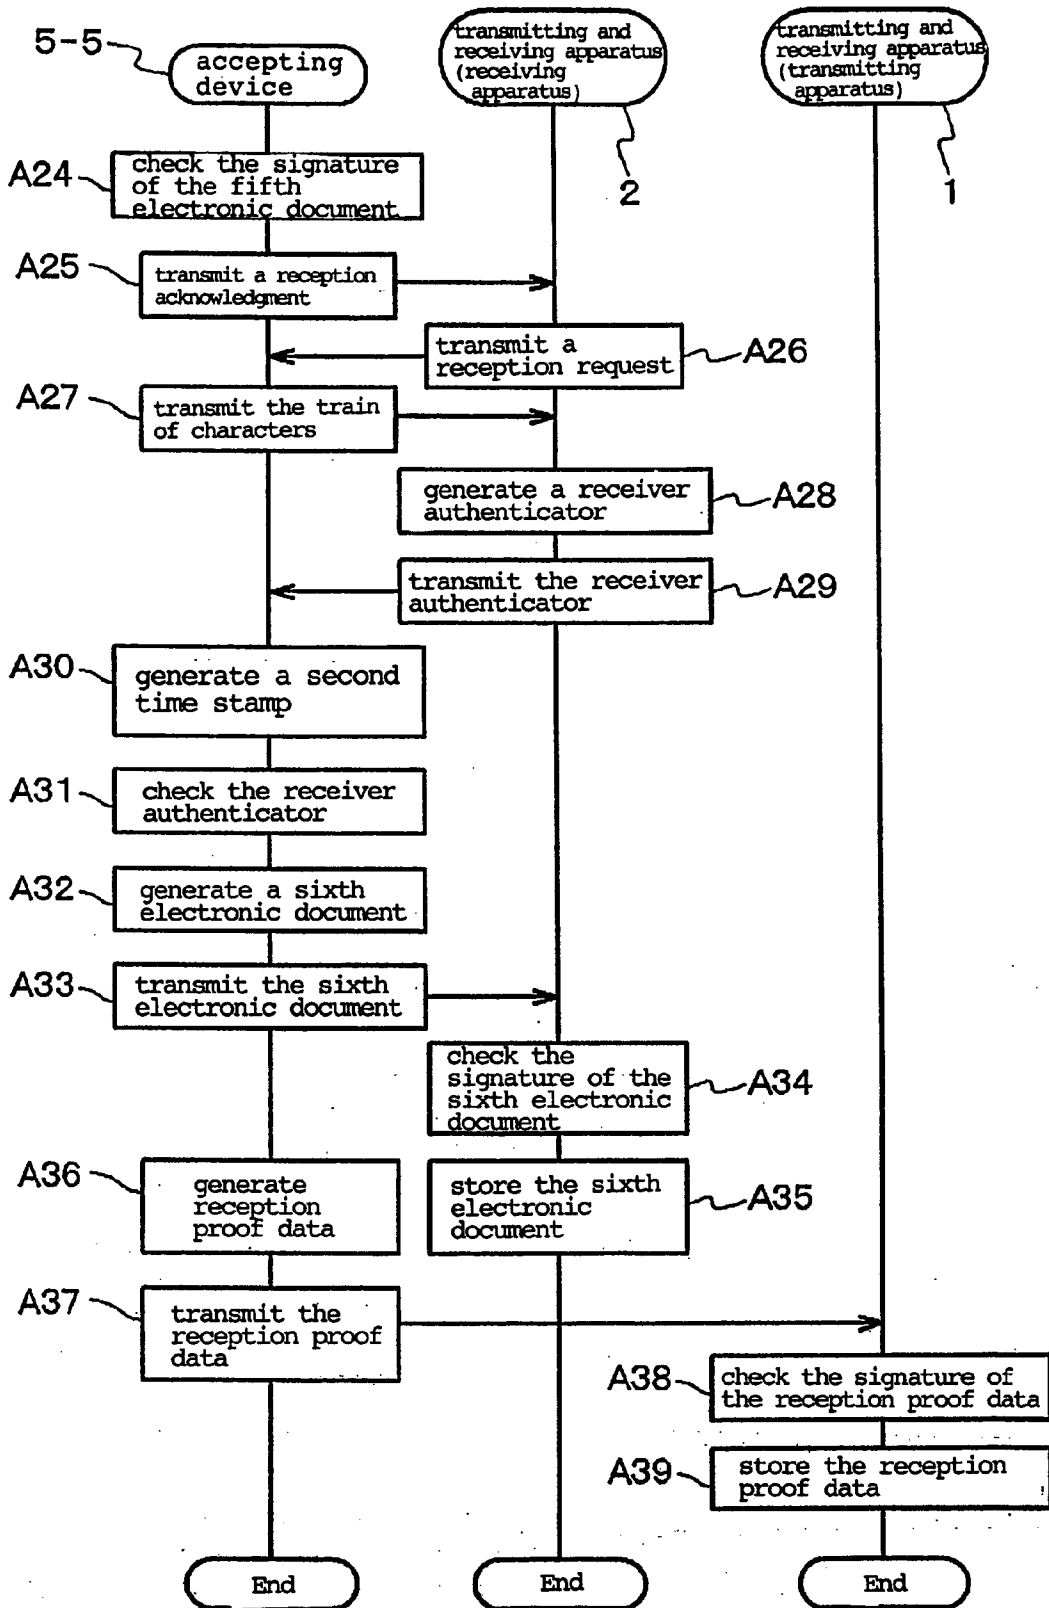 5-5
accepting
device
transmitting and
receiving apparatus
(receiving
apparatus)
2
transmitting and
receiving apparatus
(transmitting
apparatus)
1
A24
check the signature
of the fifth
electronic document
A25
transmit a reception
acknowledgment
transmit a
reception request
A26
A27
transmit the train
of characters
generate a receiver
authenticator
A28
transmit the receiver
authenticator
A29
A30
generate a second
time stamp
A31
check the receiver
authenticator
A32
generate a sixth
electronic document
A33
transmit the sixth
electronic document
check the
signature of the
sixth electronic
document
A34
A36
generate
reception
proof data
store the sixth
electronic
document
A35
A37
transmit the
reception proof
data
A38
check the signature of
the reception proof data
A39
store the reception
proof data
End
End
End